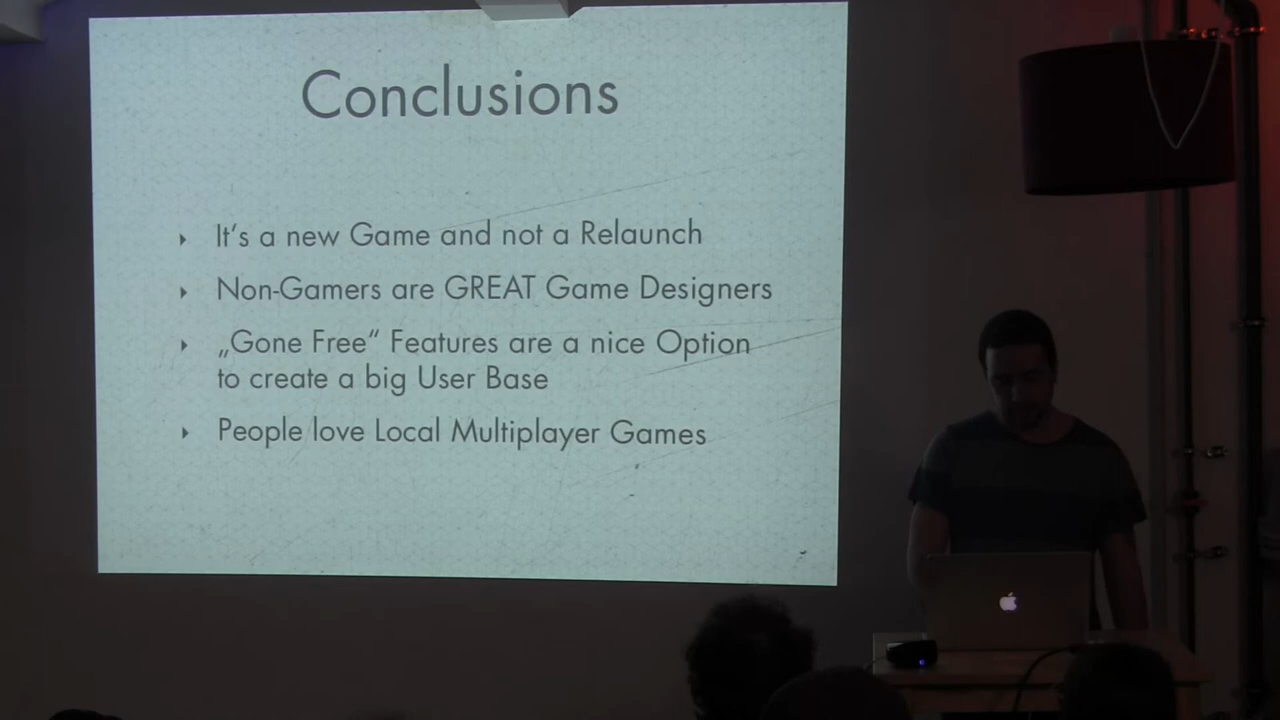 Conclusions
It's a new Game and not a Relaunch
Non-Gamers are GREAT Game Designers
„Gone Free“ Features are a nice Option
to create a big User Base
People love Local Multiplayer Games